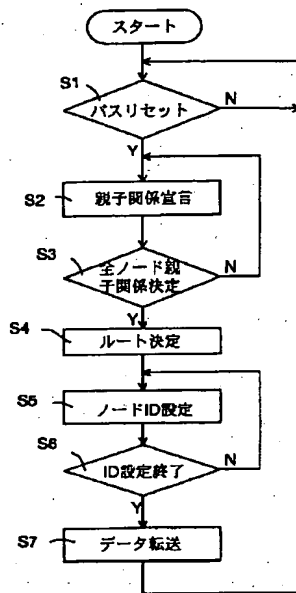 スタート
S1
バスリセット
N
Y
S2
親子関係宣言
S3
全ノード親
子関係決定
N
Y
S4
ルート決定
S5
ノードID設定
S6
ID設定終了
N
Y
S7
データ転送